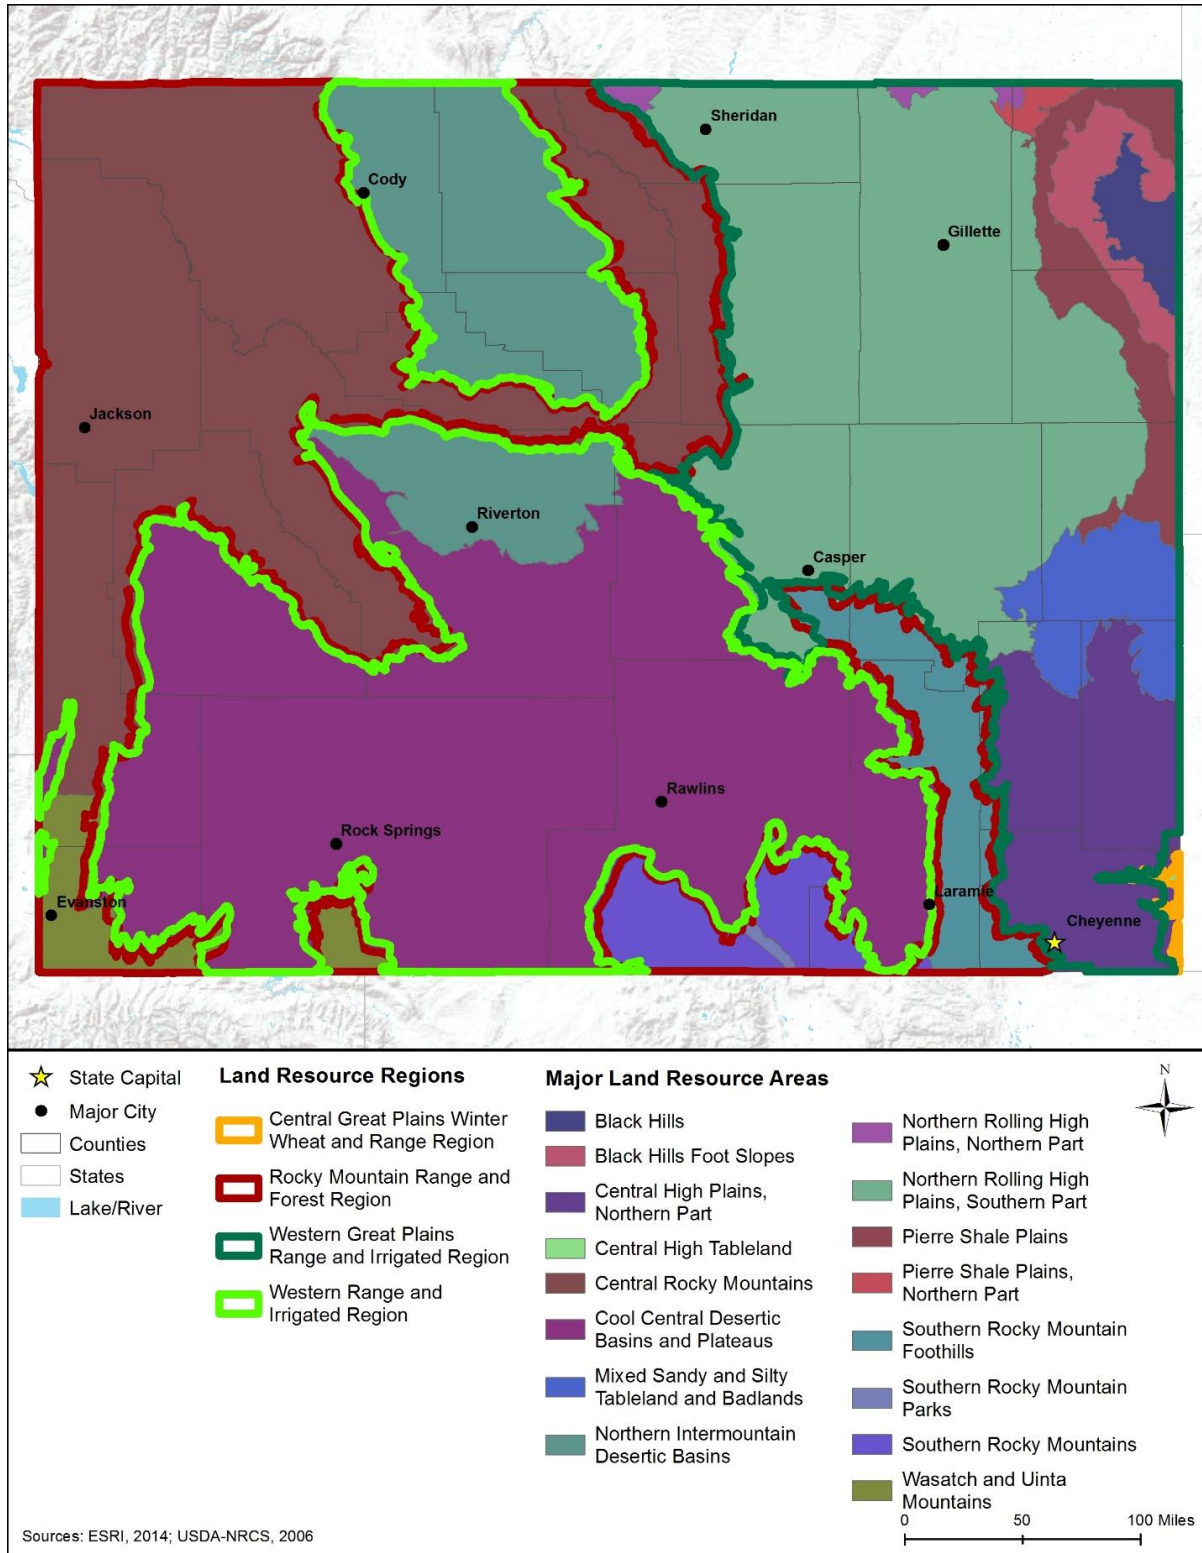 Sheridan
Cody
Gillette
Jackson
Riverton
Casper
Rawlins
Rock Springs
Evanston
Laramie
Cheyenne
State Capital
Major City
Counties
States
Lake/River
Land Resource Regions
Central Great Plains Winter
Wheat and Range Region
Rocky Mountain Range and
Forest Region
Western Great Plains
Range and Irrigated Region
Western Range and
Irrigated Region
Major Land Resource Areas
Black Hills
Black Hills Foot Slopes
Central High Plains,
Northern Part
Central High Tableland
Central Rocky Mountains
Cool Central Desertic
Basins and Plateaus
Mixed Sandy and Silty
Tableland and Badlands
Northern Intermountain
Desertic Basins
Northern Rolling High
Plains, Northern Part
Northern Rolling High
Plains, Southern Part
Pierre Shale Plains
Pierre Shale Plains,
Northern Part
Southern Rocky Mountain
Foothills
Southern Rocky Mountain
Parks
Southern Rocky Mountains
Wasatch and Uinta
Mountains
N
0 50 100 Miles
Sources: ESRI, 2014; USDA-NRCS, 2006